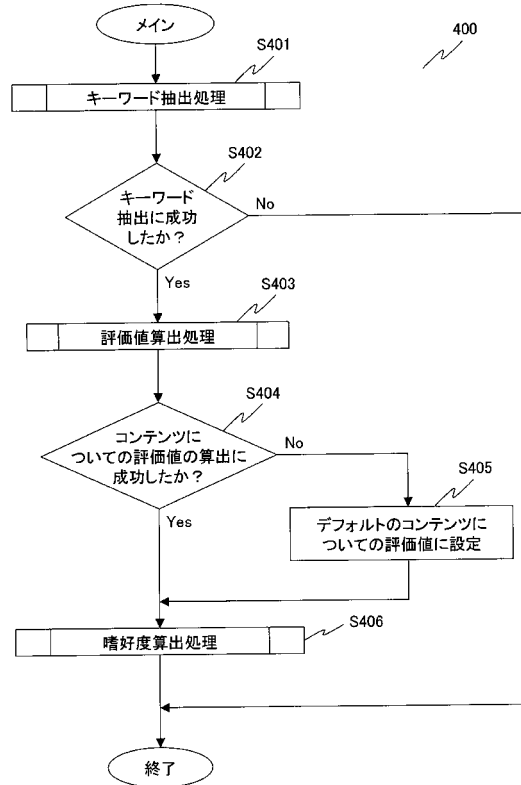 メイン
400
S401
キーワード抽出処理
S402
キーワード
抽出に成功
したか？
No
Yes
S403
評価値算出処理
S404
コンテンツに
ついての評価値の算出に
成功したか？
No
Yes
S405
デフォルトのコンテンツに
ついての評価値に設定
S406
嗜好度算出処理
終了